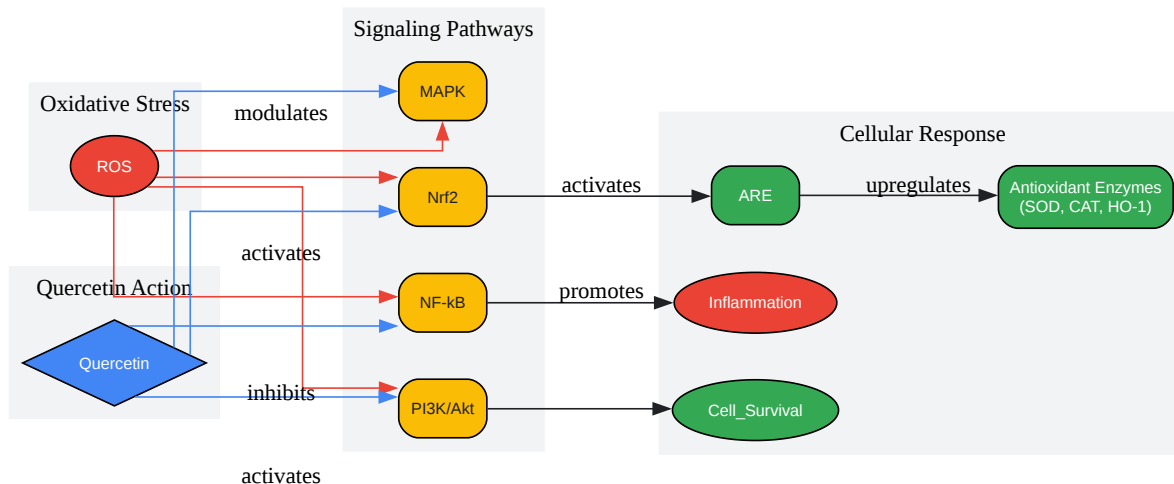 Signaling Pathways
MAPK
Oxidative Stress
modulates
Cellular Response
ROS
Nrf2
activates
ARE
upregulates
Antioxidant Enzymes
(SOD, CAT, HO-1)
activates
Quercetin Action
NF-kB
promotes
Inflammation
Quercetin
inhibits
PI3K/Akt
Cell_Survival
activates